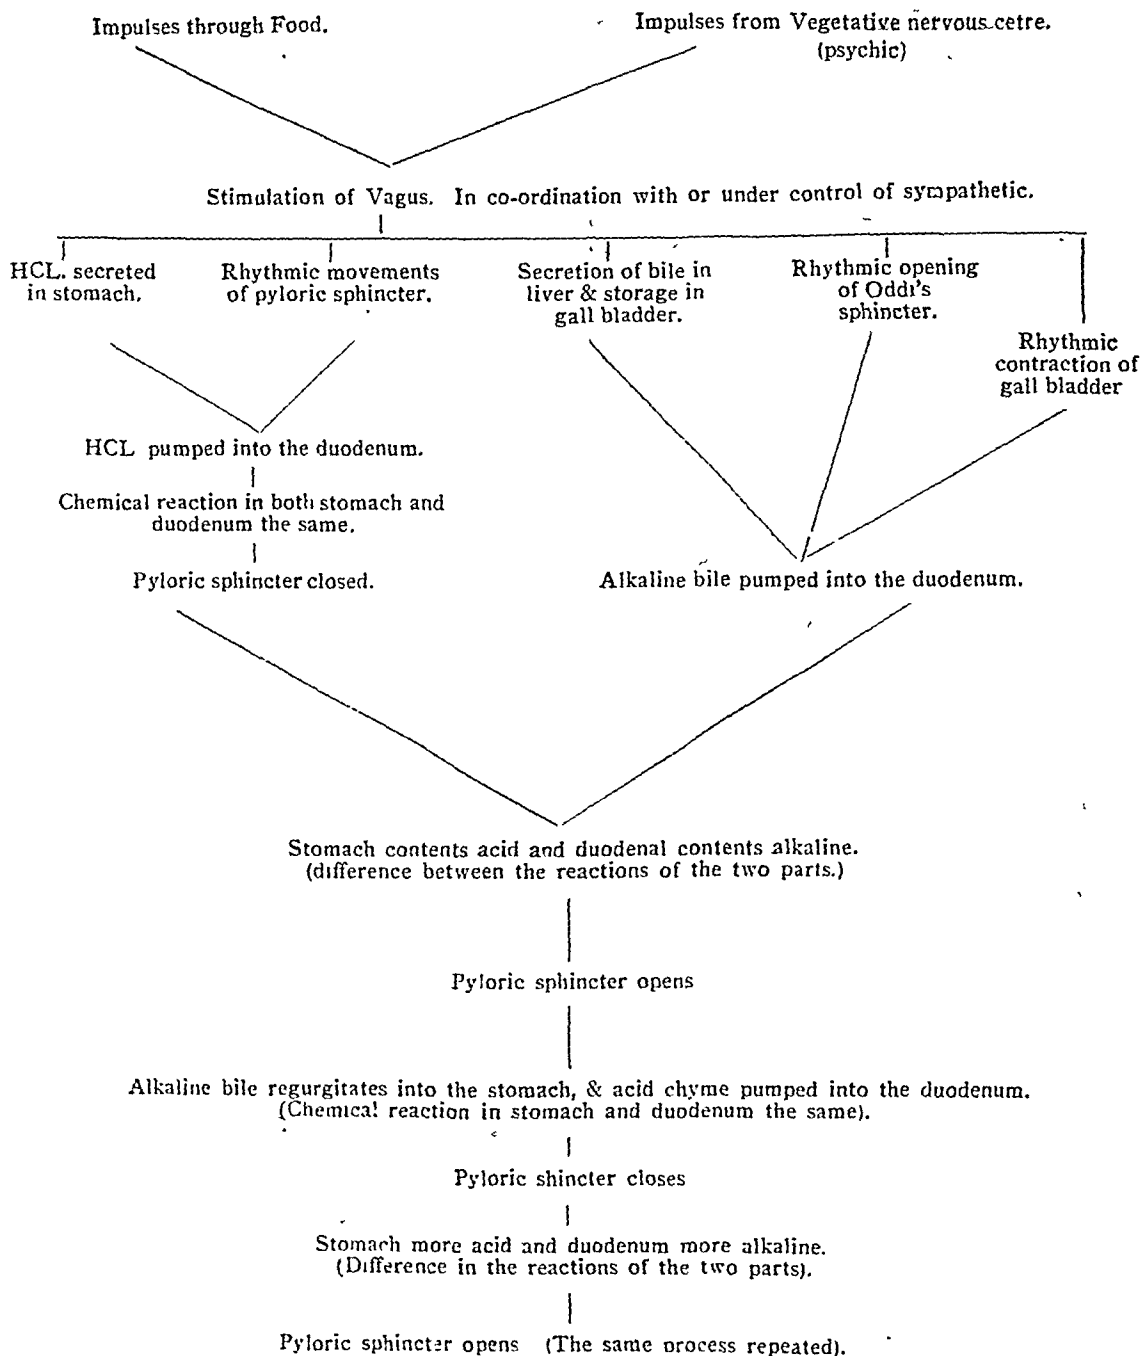 Impulses through Food.
Impulses from Vegetative nervous cetre.
(psychic)
Stimulation of Vagus. In co-ordination with or under control of sympathetic.
HCL. secreted
in stomach.
Rhythmic movements
of pyloric sphincter.
Secretion of bile in
liver & storage in
gall bladder.
Rhythmic opening
of Oddi's
sphincter.
Rhythmic
contraction of
gall bladder
HCL pumped into the duodenum.
Chemical reaction in both stomach and
duodenum the same.
Pyloric sphincter closed.
Alkaline bile pumped into the duodenum.
Stomach contents acid and duodenal contents alkaline.
(difference between the reactions of the two parts.)
Pyloric sphincter opens
Alkaline bile regurgitates into the stomach, & acid chyme pumped into the duodenum.
(Chemical reaction in stomach and duodenum the same).
Pyloric shincter closes
Stomach more acid and duodenum more alkaline.
(Difference in the reactions of the two parts).
Pyloric sphincter opens (The same process repeated).